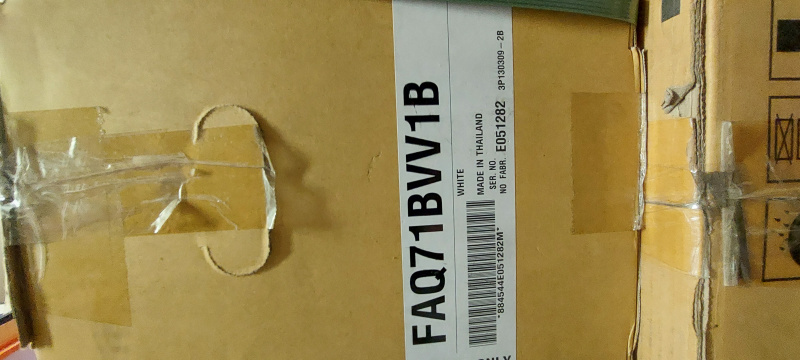 FAQ71BVV1B
WHITE
MADE IN THAILAND
SER. NO.
NO FABR. E051282 3P130309-2B
*884544E051282M*